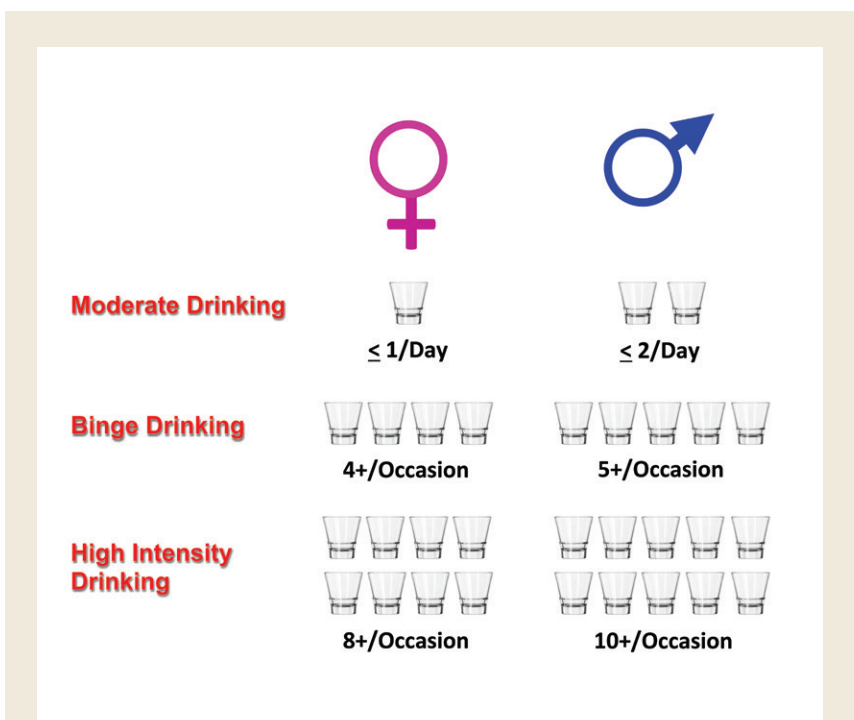 Moderate Drinking
≤ 1/Day
≤ 2/Day
Binge Drinking
4+/Occasion
5+/Occasion
High Intensity
Drinking
8+/Occasion
10+/Occasion